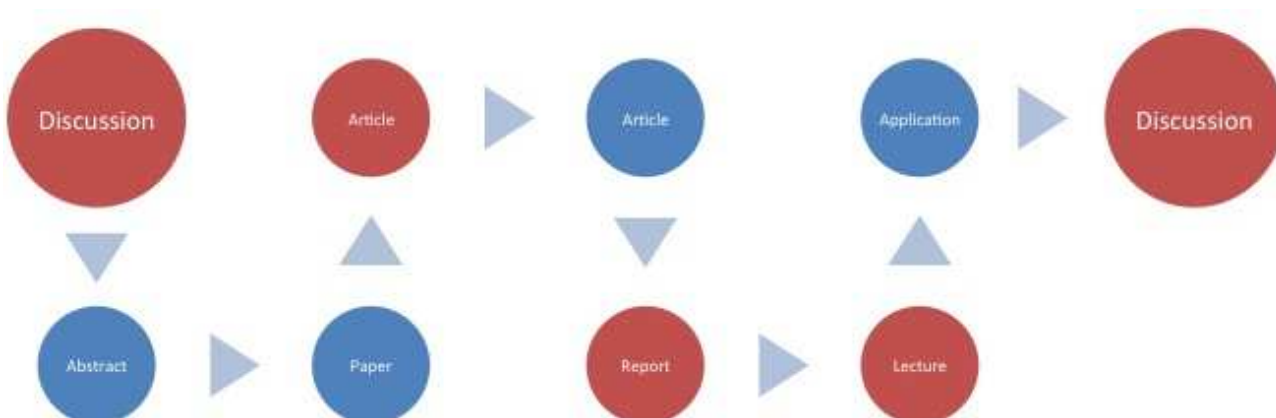 Discussion
Abstract
Paper
Article
Article
Report
Lecture
Application
Discussion